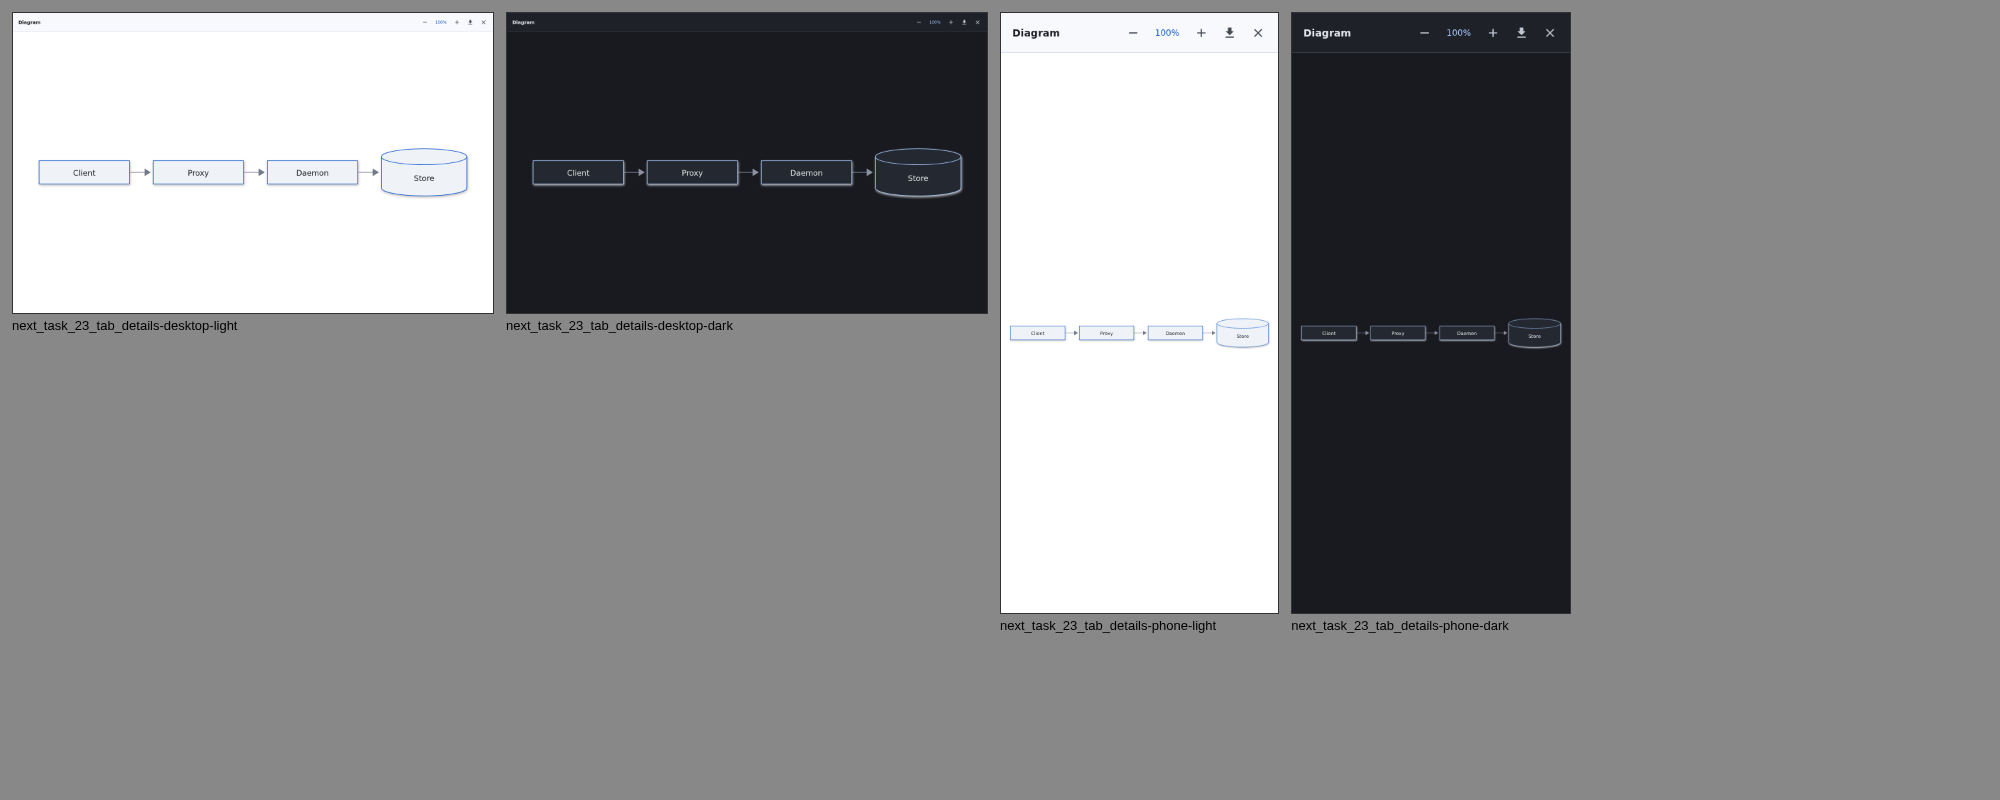 Diagram − 100% +
Client Proxy Daemon Store
next_task_23_tab_details-desktop-light
Diagram − 100% +
Client Proxy Daemon Store
next_task_23_tab_details-desktop-dark
Diagram − 100% +
Client Proxy Daemon Store
next_task_23_tab_details-phone-light
Diagram − 100% +
Client Proxy Daemon Store
next_task_23_tab_details-phone-dark